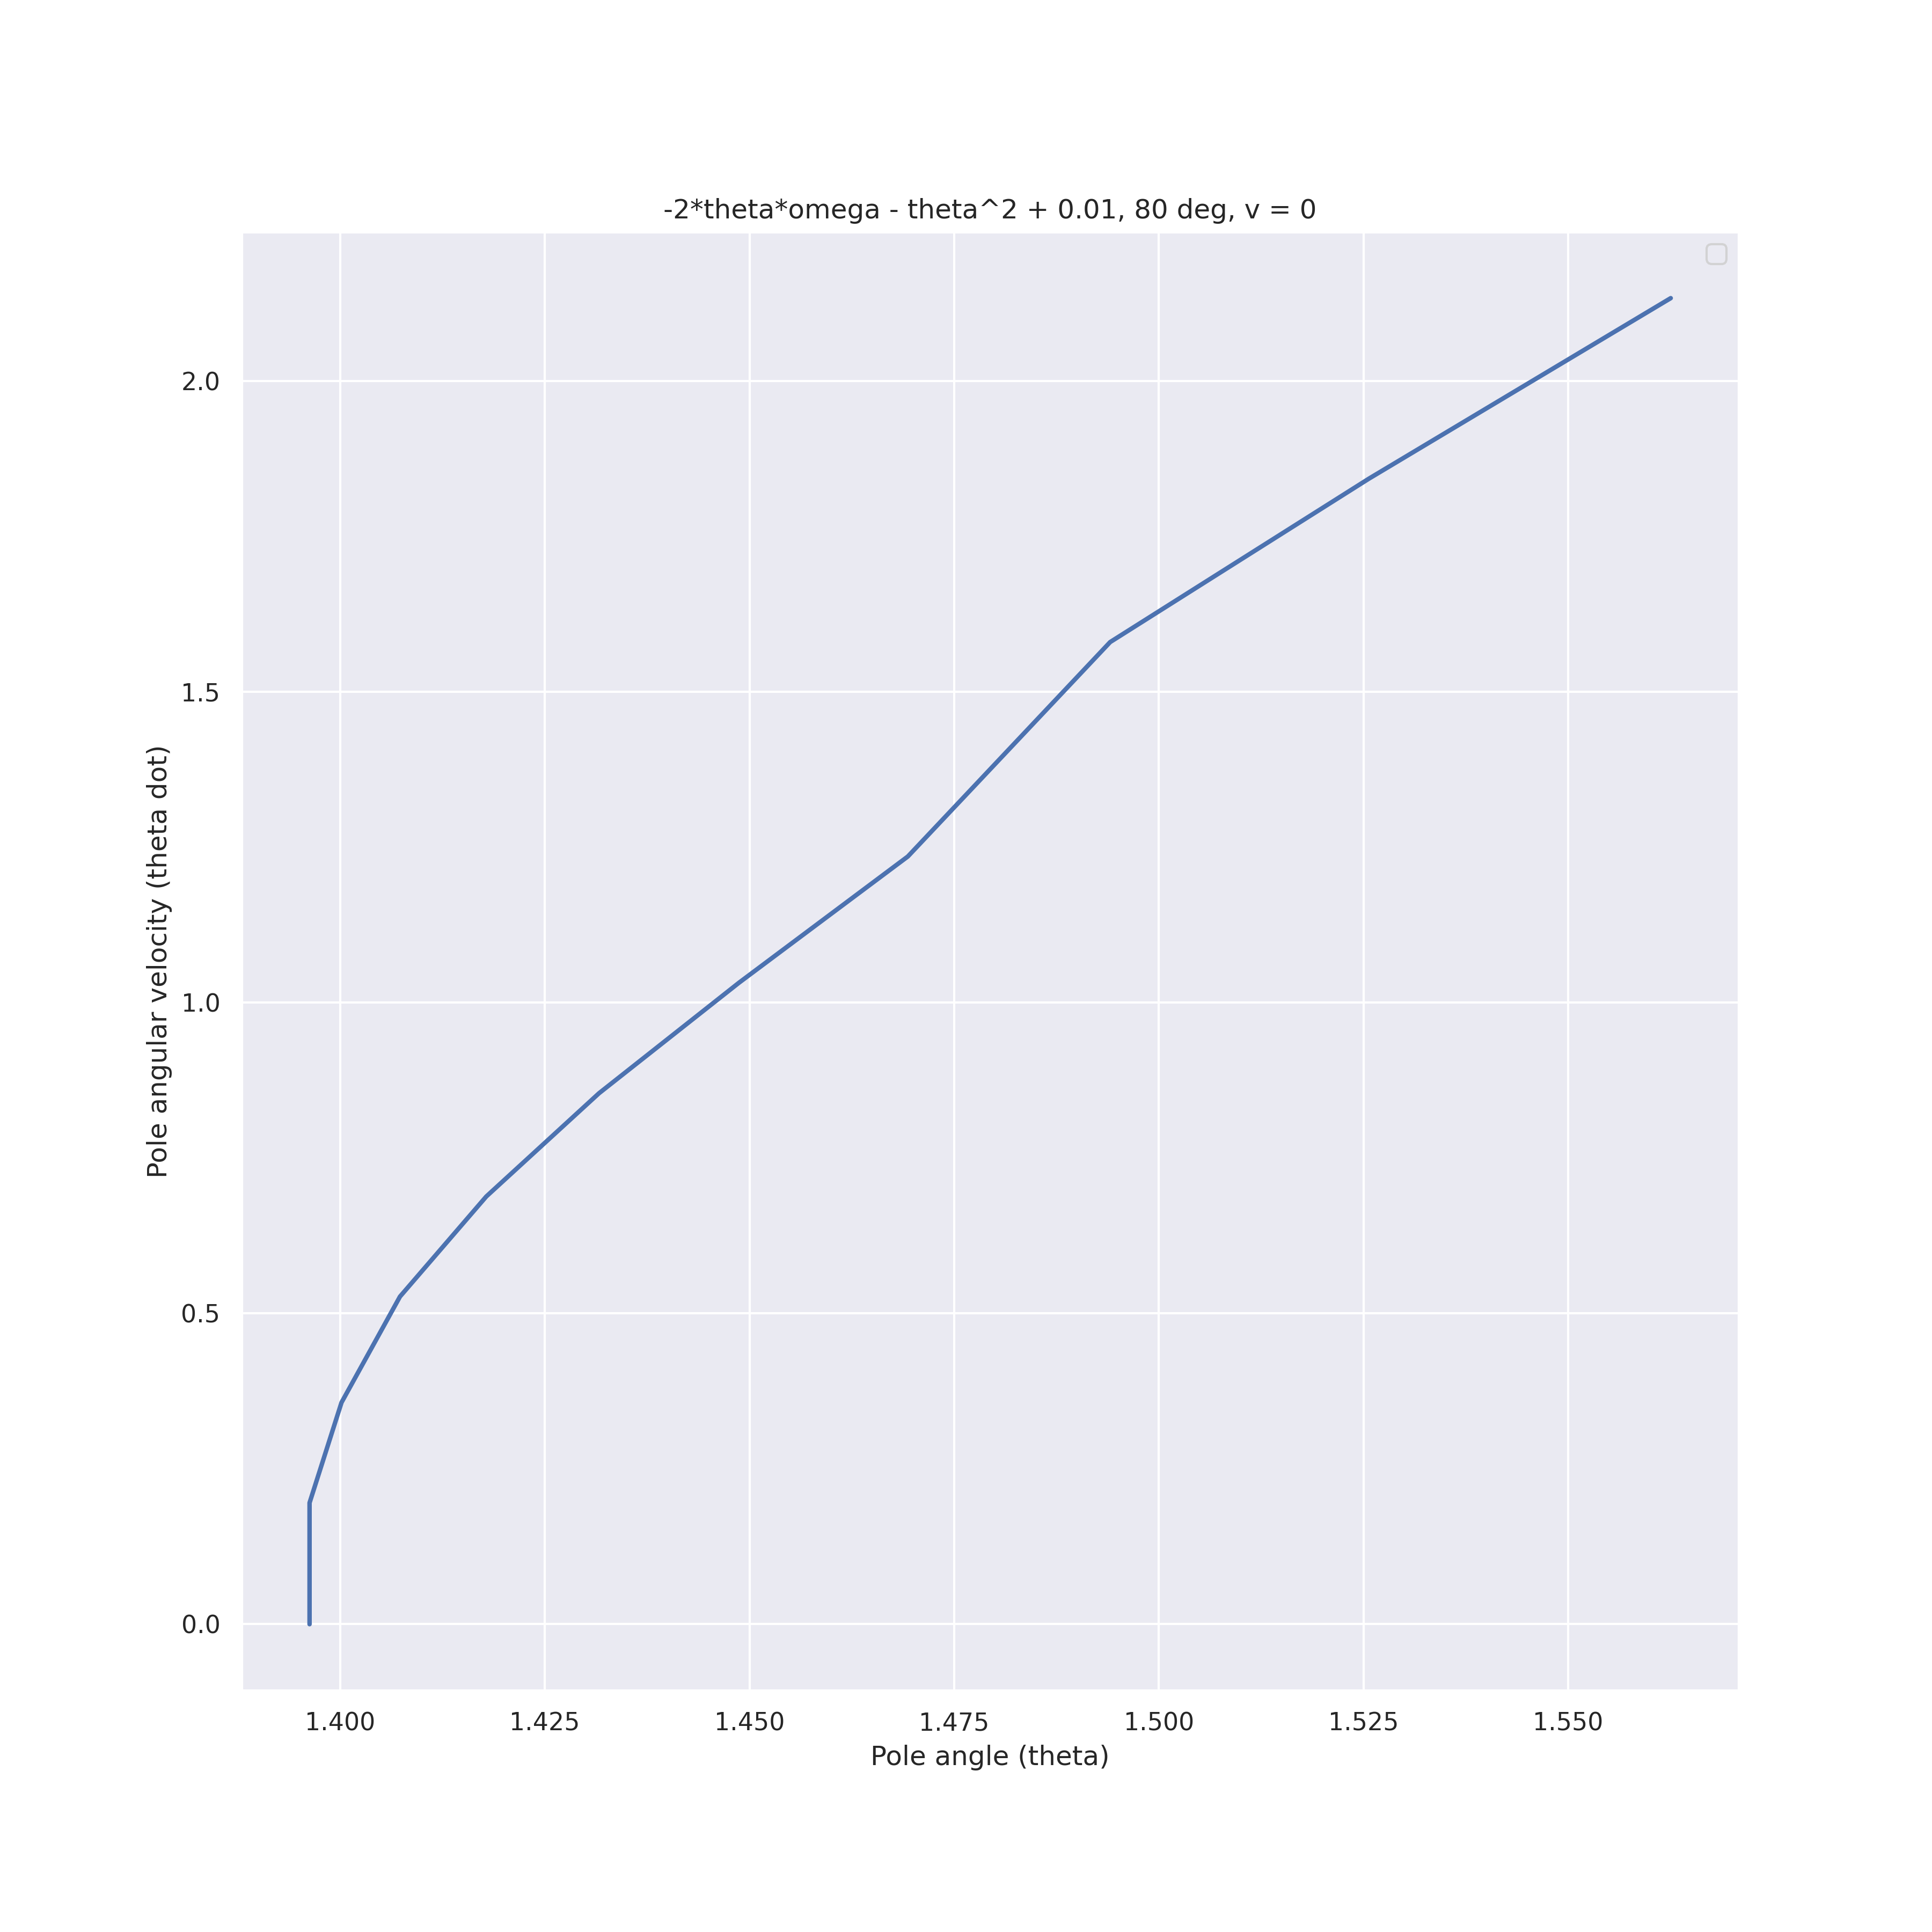 -2*theta*omega - theta^2 + 0.01, 80 deg, v = 0
2.0
1.5
1.0
0.5
0.0
Pole angular velocity (theta dot)
1.400 1.425 1.450 1.475 1.500 1.525 1.550
Pole angle (theta)